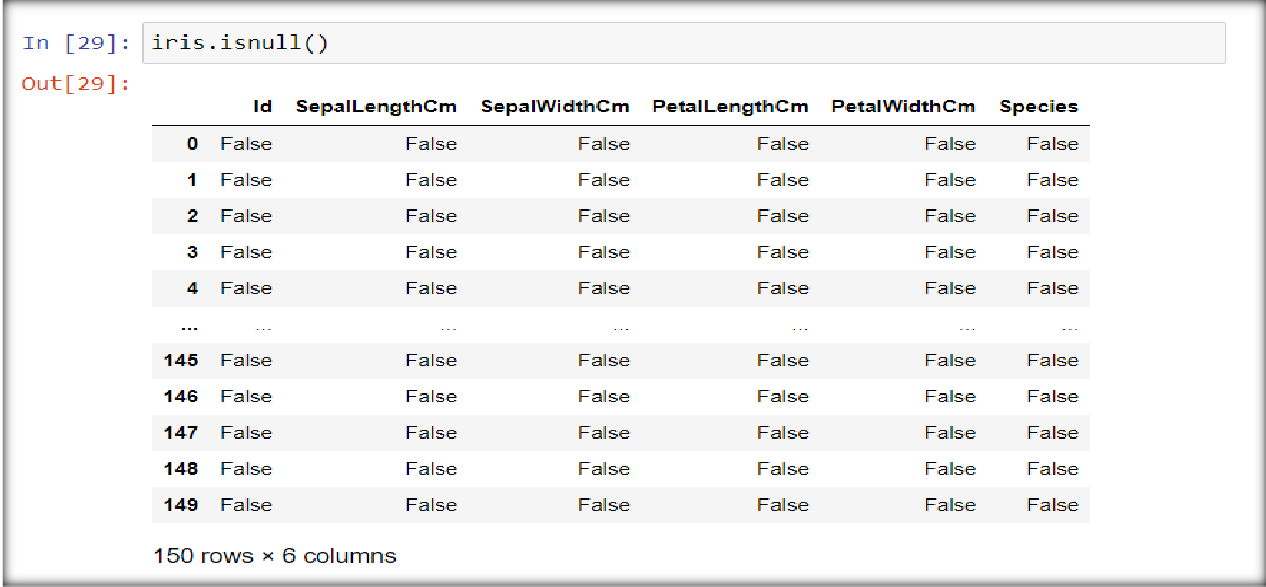 In [29]: iris.isnull()
Out[29]:
Id SepalLengthCm SepalWidthCm PetalLengthCm PetalWidthCm Species
0 False False False False False False
1 False False False False False False
2 False False False False False False
3 False False False False False False
4 False False False False False False
... ... ... ... ... ... ...
145 False False False False False False
146 False False False False False False
147 False False False False False False
148 False False False False False False
149 False False False False False False
150 rows × 6 columns